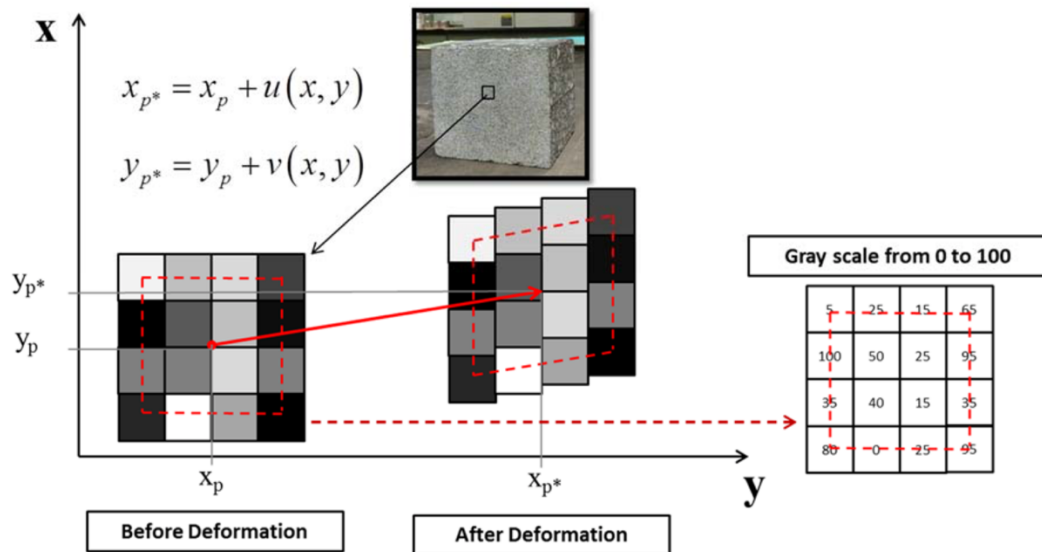 x
x_{p*} = x_p + u(x, y)
y_{p*} = y_p + v(x, y)
Gray scale from 0 to 100
y_{p*}
y_p
5 25 15 65
100 50 25 95
35 40 15 35
80 0 25 95
x_p
x_{p*}
y
Before Deformation
After Deformation